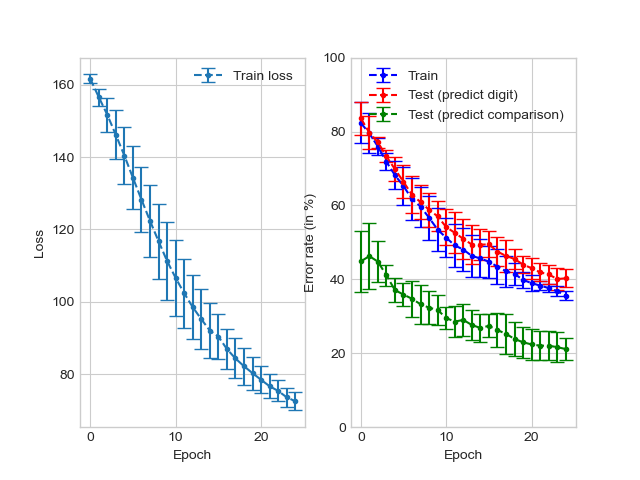 Train loss
160
140
120
100
80
Loss
0
10
20
Epoch
Train
Test (predict digit)
Test (predict comparison)
100
80
60
40
20
0
Error rate (in %)
0
10
20
Epoch